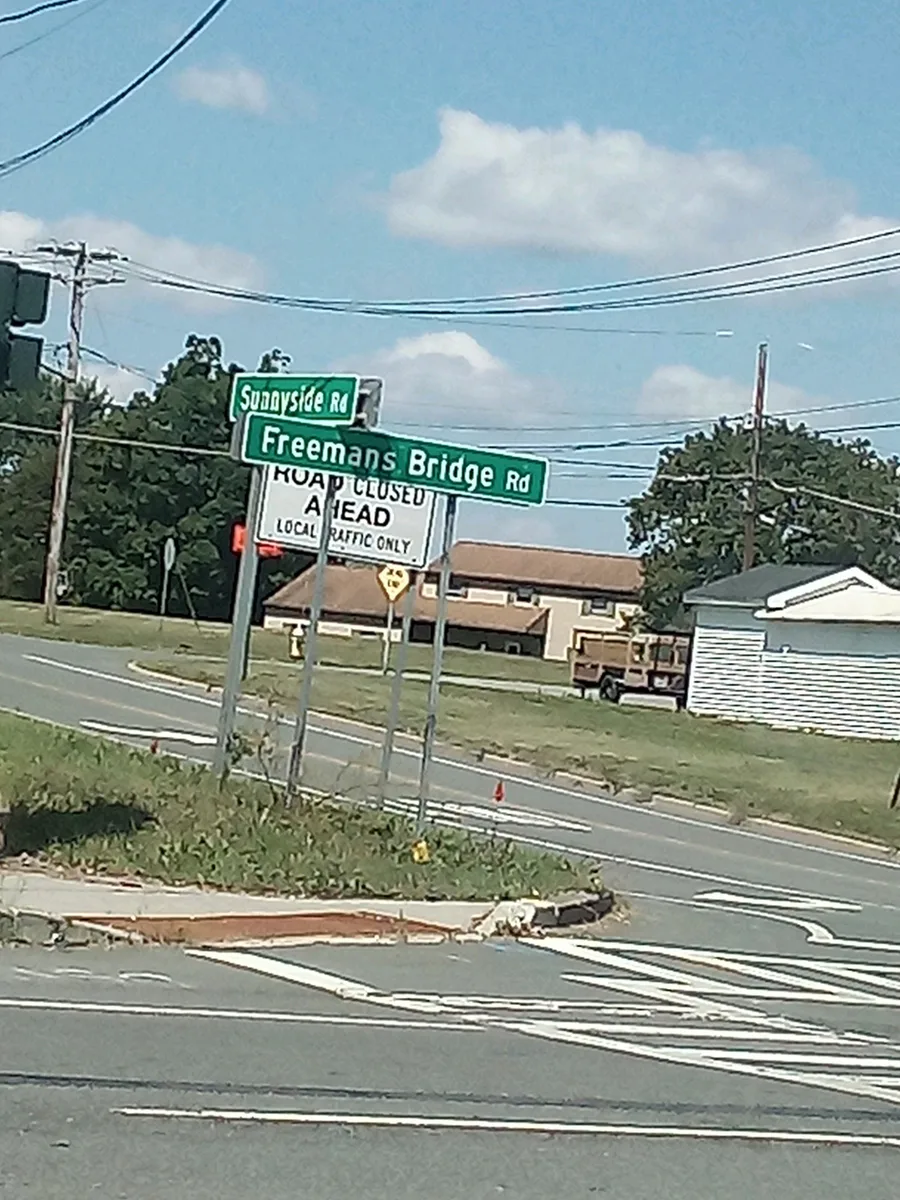 Sunnyside Rd
Freemans Bridge Rd
ROAD CLOSED
AHEAD
LOCAL TRAFFIC ONLY